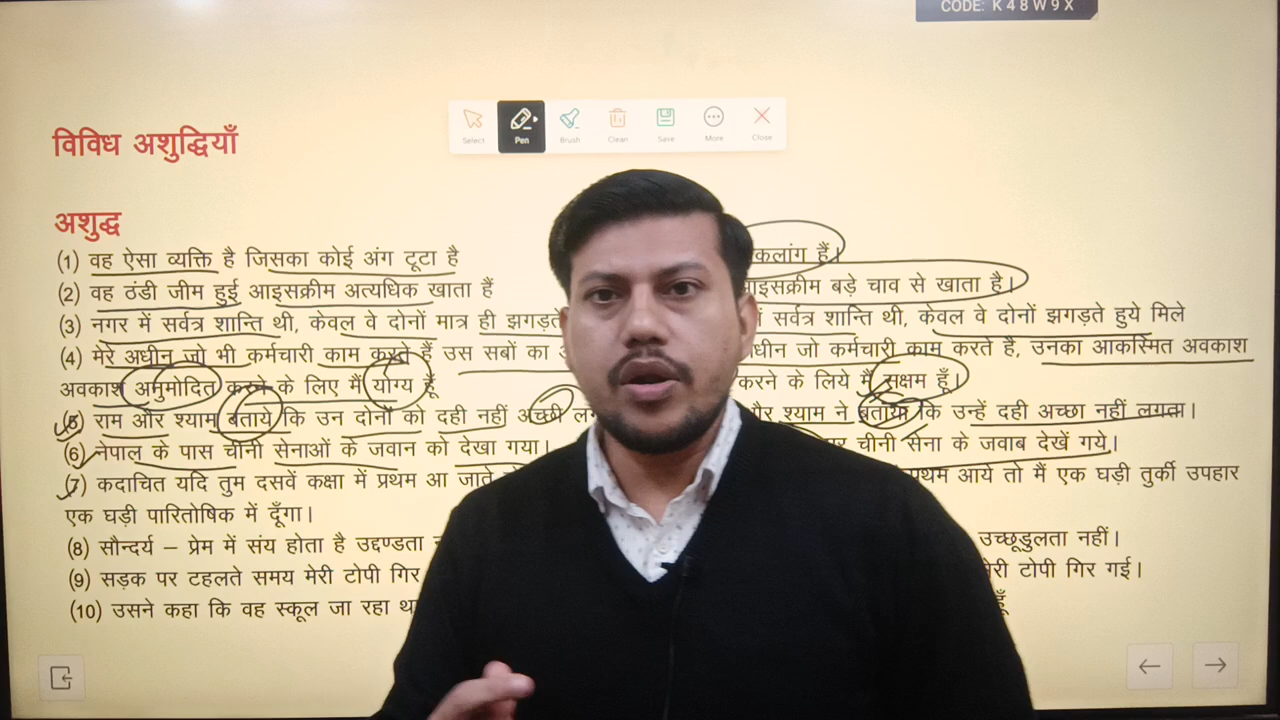 CODE: K48W9X
Select Pen Brush Clean Save More Close
विविध अशुद्धियाँ
अशुद्ध
(1) वह ऐसा व्यक्ति है जिसका कोई अंग टूटा है कलांग हैं।
(2) वह ठंडी जीम हुई आइसक्रीम अत्यधिक खाता हैं आइसक्रीम बड़े चाव से खाता है।
(3) नगर में सर्वत्र शान्ति थी, केवल वे दोनों मात्र ही झगड़ते सर्वत्र शान्ति थी, केवल वे दोनों झगड़ते हुये मिले
(4) मेरे अधीन जो भी कर्मचारी काम करते हैं उस सबों का धीन जो कर्मचारी काम करते है, उनका आकस्मित अवकाश
अवकाश अनुमोदित करने के लिए मैं योग्य हूँ करने के लिये मैं सक्षम हूँ।
(5) राम और श्याम बताये कि उन दोनों को दही नहीं अच्छी और श्याम ने बताया कि उन्हें दही अच्छा नहीं लगता।
(6) नेपाल के पास चीनी सेनाओं के जवान को देखा गया। चीनी सेना के जवाब देखें गये।
(7) कदाचित यदि तुम दसवें कक्षा में प्रथम आ जाते प्रथम आये तो मैं एक घड़ी तुर्की उपहार
एक घड़ी पारितोषिक में दूँगा।
(8) सौन्दर्य – प्रेम में संय होता है उद्दण्डता उच्छूडुलता नहीं।
(9) सड़क पर टहलते समय मेरी टोपी गिर मेरी टोपी गिर गई।
(10) उसने कहा कि वह स्कूल जा रहा